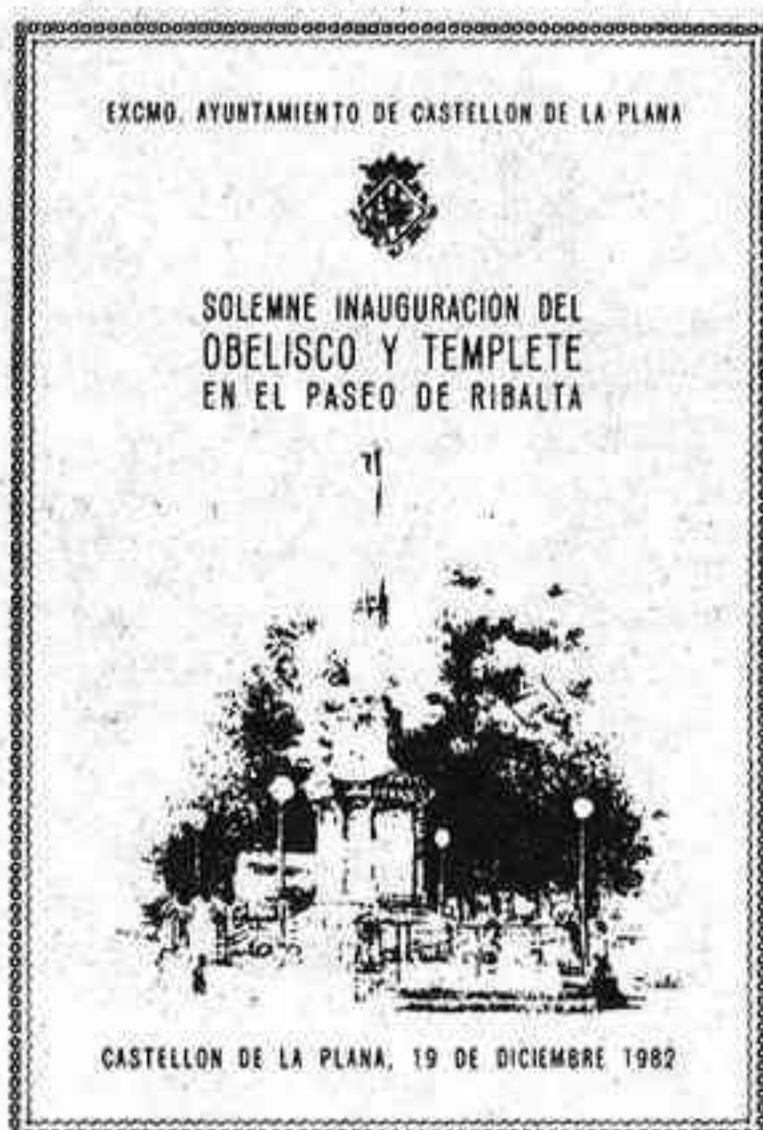 EXCMO. AYUNTAMIENTO DE CASTELLON DE LA PLANA
SOLEMNE INAUGURACION DEL
OBELISCO Y TEMPLETE
EN EL PASEO DE RIBALTA
CASTELLON DE LA PLANA, 19 DE DICIEMBRE 1982